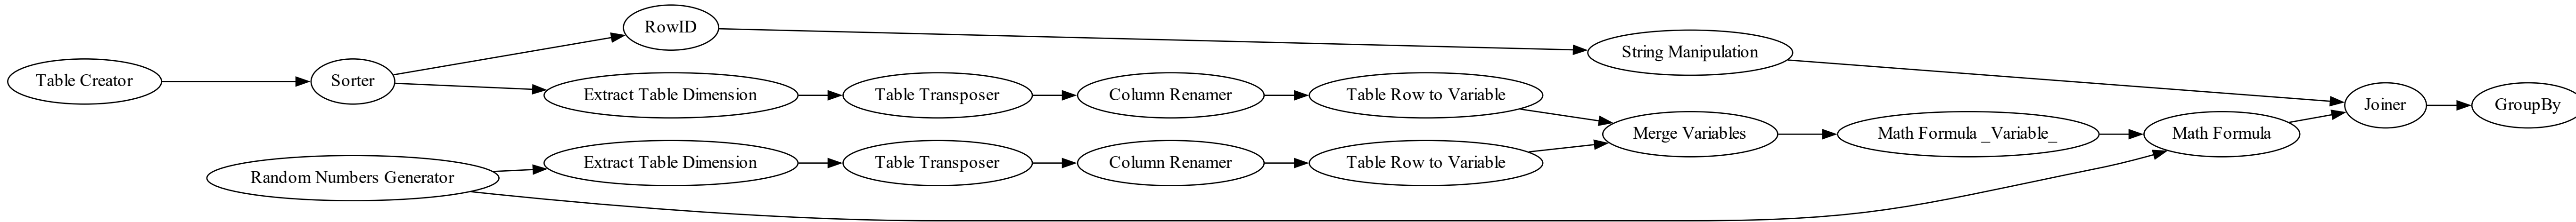 RowID
String Manipulation
Table Creator
Sorter
Extract Table Dimension
Table Transposer
Column Renamer
Table Row to Variable
Joiner
GroupBy
Merge Variables
Math Formula _Variable_
Math Formula
Extract Table Dimension
Table Transposer
Column Renamer
Table Row to Variable
Random Numbers Generator